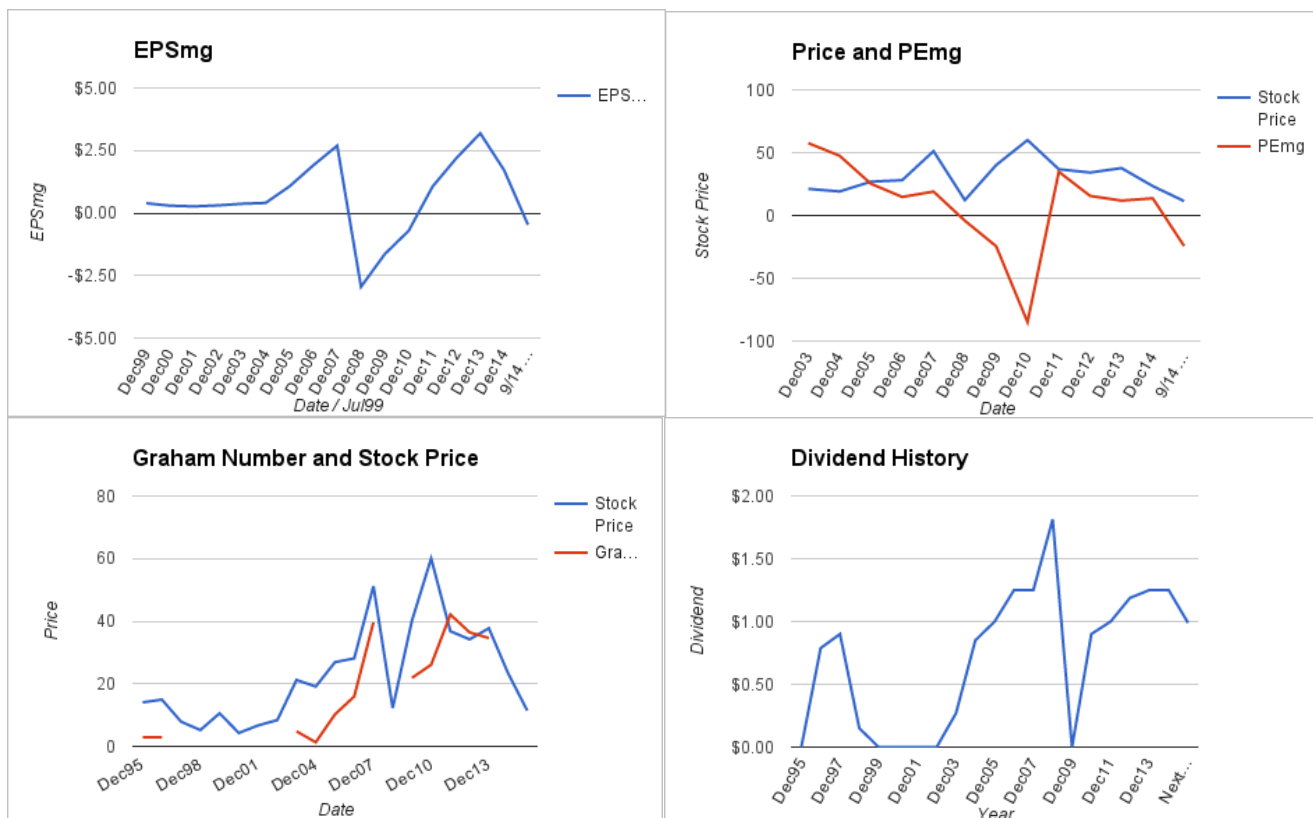 EPSmg
$5.00
$2.50
$0.00
-$2.50
-$5.00
EPSmg
EPS...
Dec99
Dec00
Dec01
Dec02
Dec03
Dec04
Dec05
Dec06
Dec07
Dec08
Dec09
Dec10
Dec11
Dec12
Dec13
Dec14
9/14 ...
Date / Jul99
Price and PEmg
100
50
0
-50
-100
Stock Price
Stock
Price
PEmg
Dec03
Dec04
Dec05
Dec06
Dec07
Dec08
Dec09
Dec10
Dec11
Dec12
Dec13
Dec14
9/14 ...
Date
Graham Number and Stock Price
80
60
40
20
0
Price
Stock
Price
Gra...
Dec95
Dec98
Dec01
Dec04
Dec07
Dec10
Dec13
Date
Dividend History
$2.00
$1.50
$1.00
$0.50
$0.00
Dividend
Dec95
Dec97
Dec99
Dec01
Dec03
Dec05
Dec07
Dec09
Dec11
Dec13
Next...
Year